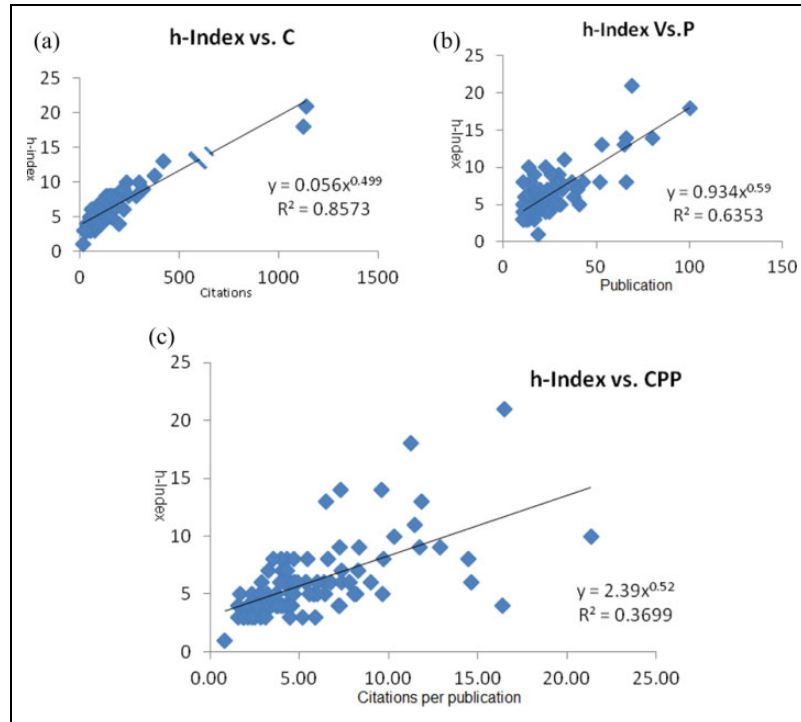 (a)
h-Index vs. C
25
20
15
10
5
0
h-index
0 500 1000 1500
Citations
y = 0.056x^0.499
R² = 0.8573
(b)
h-Index Vs.P
25
20
15
10
5
0
h-Index
0 50 100 150
Publication
y = 0.934x^0.59
R² = 0.6353
(c)
h-Index vs. CPP
25
20
15
10
5
0
h-Index
0.00 5.00 10.00 15.00 20.00 25.00
Citations per publication
y = 2.39x^0.52
R² = 0.3699